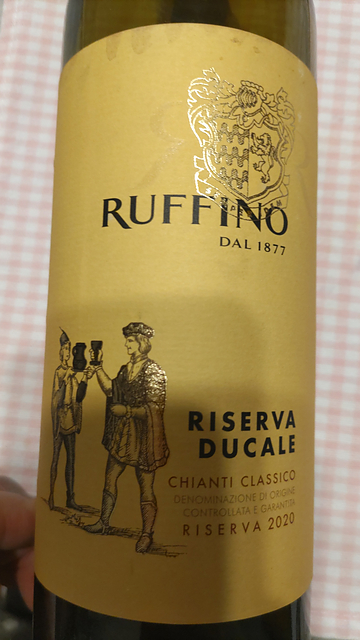 RUFFINO
DAL 1877
RISERVA
DUCALE
CHIANTI CLASSICO
DENOMINAZIONE DI ORIGINE
CONTROLLATA E GARANTITA
RISERVA 2020